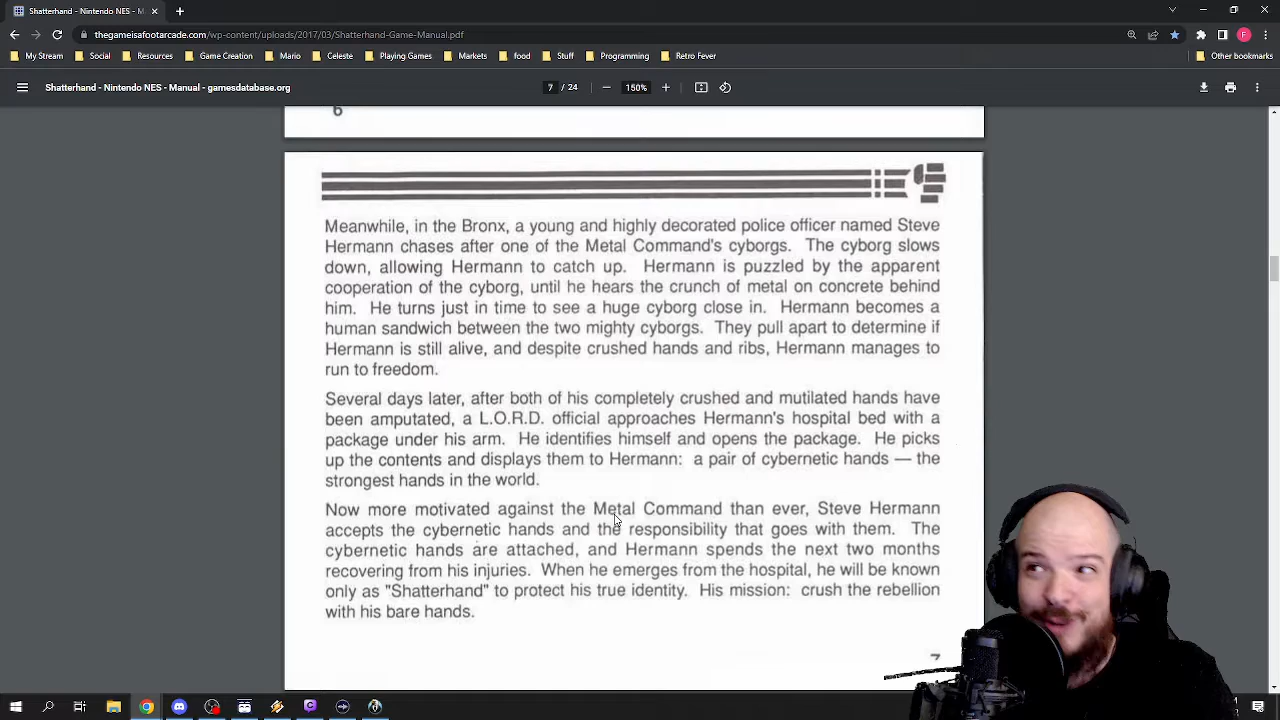 Shatterhand - Nintendo NES - M
thegameisfrootarcade.com/wp-content/uploads/2017/03/Shatterhand-Game-Manual.pdf
My Stream Social Resources Game Creation Mario Celeste Playing Games Markets food Stuff Programming Retro Fever Other bookmarks
Shatterhand - Nintendo NES - Manual - gamesdatabase.org 7 / 24 150%
6
Meanwhile, in the Bronx, a young and highly decorated police officer named Steve
Hermann chases after one of the Metal Command's cyborgs. The cyborg slows
down, allowing Hermann to catch up. Hermann is puzzled by the apparent
cooperation of the cyborg, until he hears the crunch of metal on concrete behind
him. He turns just in time to see a huge cyborg close in. Hermann becomes a
human sandwich between the two mighty cyborgs. They pull apart to determine if
Hermann is still alive, and despite crushed hands and ribs, Hermann manages to
run to freedom.
Several days later, after both of his completely crushed and mutilated hands have
been amputated, a L.O.R.D. official approaches Hermann's hospital bed with a
package under his arm. He identifies himself and opens the package. He picks
up the contents and displays them to Hermann: a pair of cybernetic hands — the
strongest hands in the world.
Now more motivated against the Metal Command than ever, Steve Hermann
accepts the cybernetic hands and the responsibility that goes with them. The
cybernetic hands are attached, and Hermann spends the next two months
recovering from his injuries. When he emerges from the hospital, he will be known
only as "Shatterhand" to protect his true identity. His mission: crush the rebellion
with his bare hands.
7